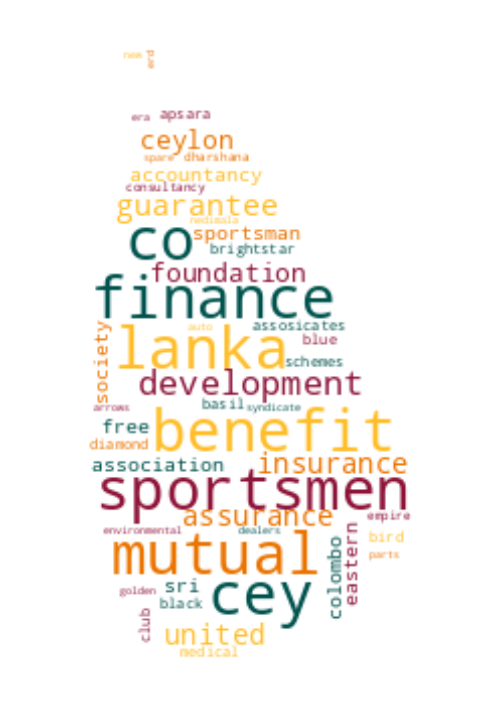 new erd
era apsara
ceylon
spare dharshana
accountancy
consultancy
guarantee
redimala
co sportsman
brightstar
foundation
finance
auto assosicates
lanka blue
society schemes
development
arrows basil syndicate
free benefit
diamond
association insurance
sportsmen
assurance empire
environmental dealers
mutual bird
parts
colombo eastern
golden sri cey
black
club united
medical